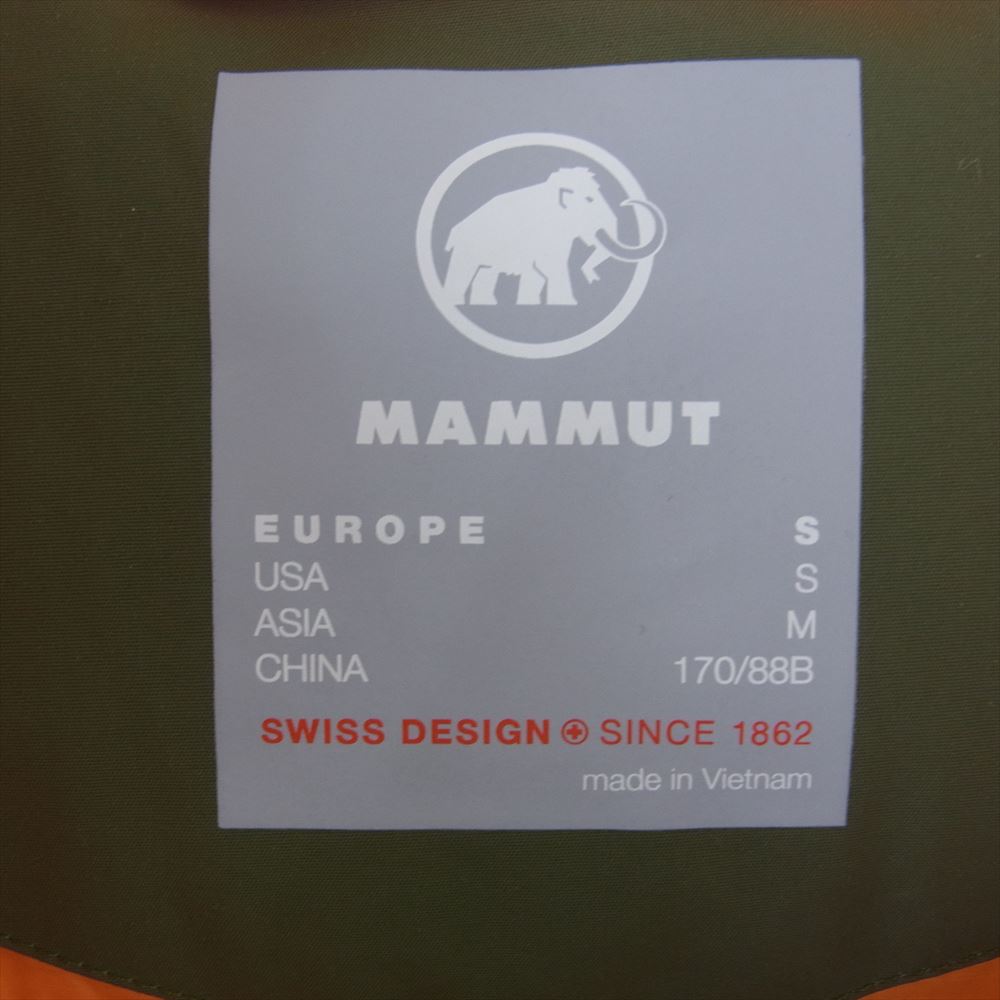 MAMMUT
EUROPE S
USA S
ASIA M
CHINA 170/88B
SWISS DESIGN SINCE 1862
made in Vietnam